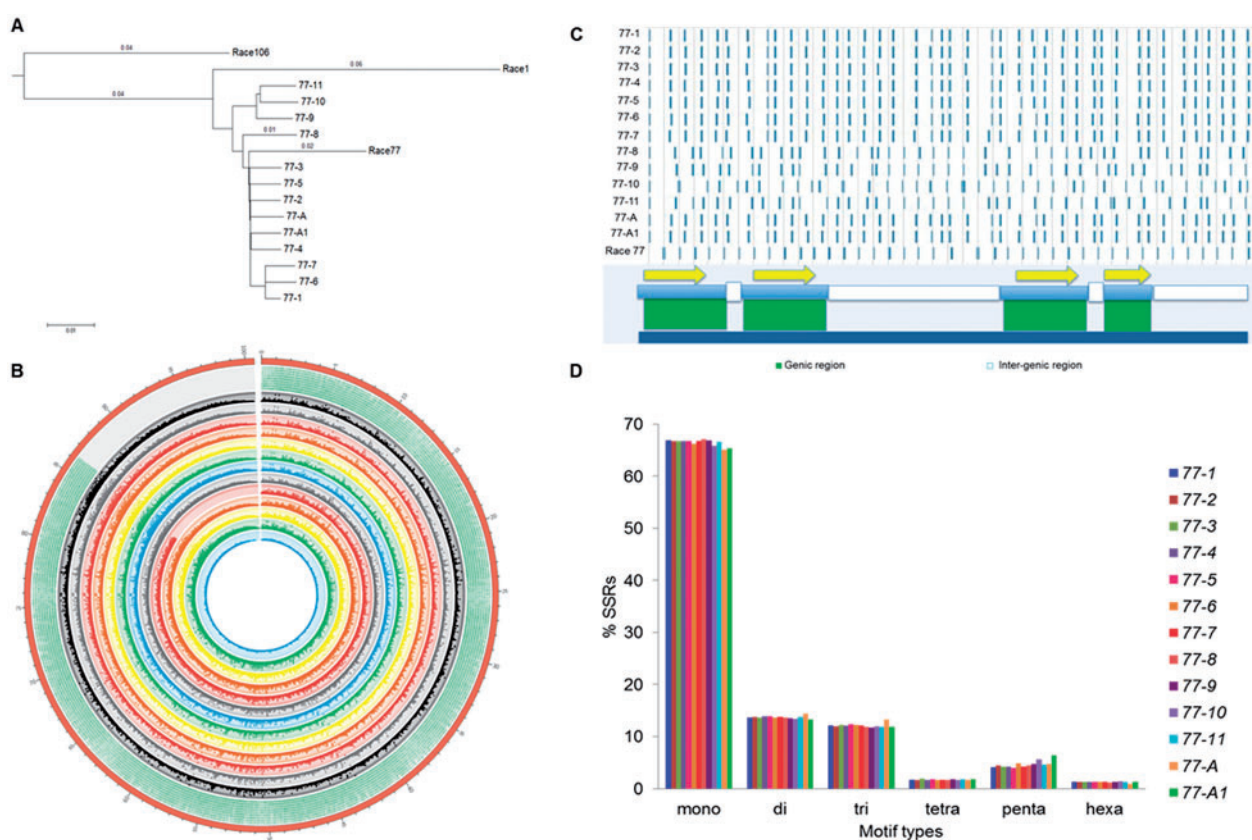 A
0.04
Race106
0.06
Race1
0.04
77-11
77-10
77-9
0.01
77-8
0.02
Race77
77-3
77-5
77-2
77-A
77-A1
77-4
77-7
77-6
77-1
0.01
C
77-1
77-2
77-3
77-4
77-5
77-6
77-7
77-8
77-9
77-10
77-11
77-A
77-A1
Race 77
Genic region
Inter-genic region
B
D
70
60
50
40
30
20
10
0
% SSRs
mono
di
tri
tetra
penta
hexa
Motif types
77-1
77-2
77-3
77-4
77-5
77-6
77-7
77-8
77-9
77-10
77-11
77-A
77-A1